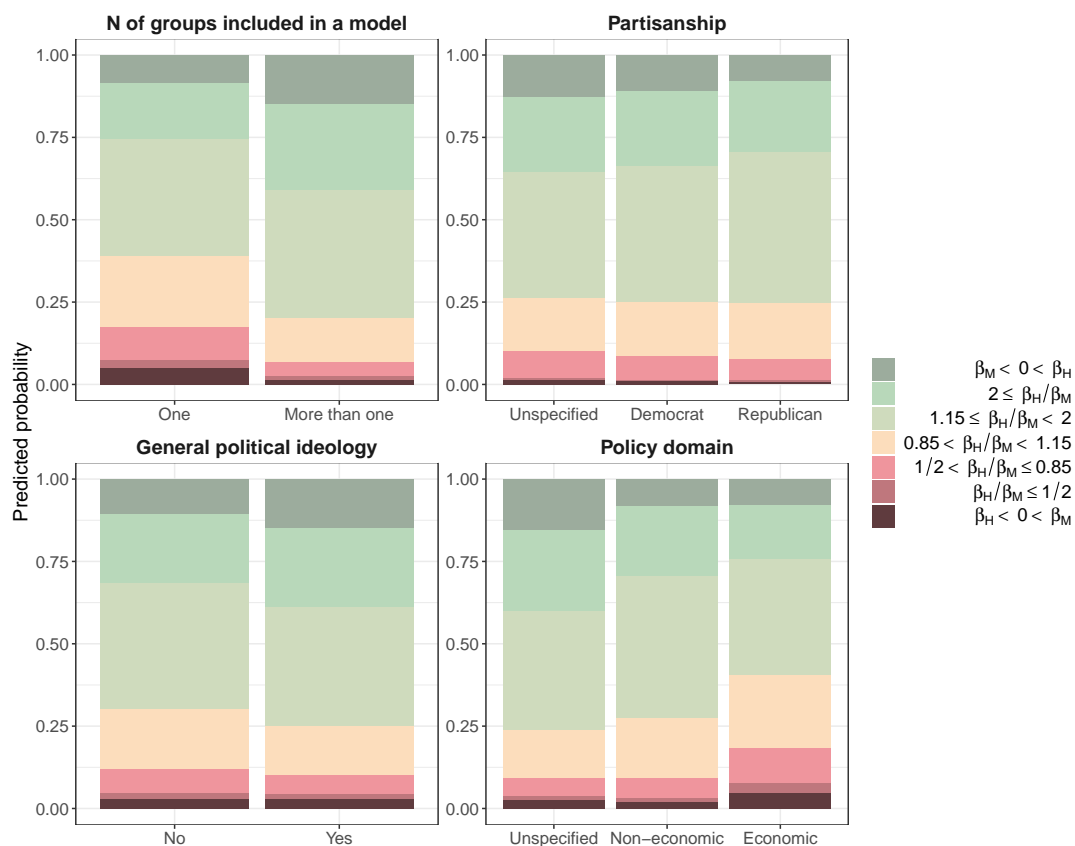 N of groups included in a model
Partisanship
1.00
0.75
0.50
0.25
0.00
One
More than one
1.00
0.75
0.50
0.25
0.00
Unspecified
Democrat
Republican
General political ideology
Policy domain
1.00
0.75
0.50
0.25
0.00
No
Yes
1.00
0.75
0.50
0.25
0.00
Unspecified
Non−economic
Economic
Predicted probability
βM < 0 < βH
2 ≤ βH/βM
1.15 ≤ βH/βM < 2
0.85 < βH/βM < 1.15
1/2 < βH/βM ≤ 0.85
βH/βM ≤ 1/2
βH < 0 < βM